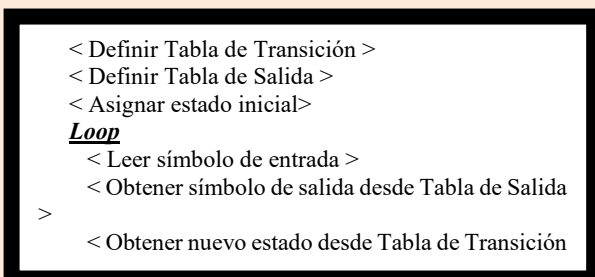 < Definir Tabla de Transición >
< Definir Tabla de Salida >
< Asignar estado inicial>
Loop
< Leer símbolo de entrada >
< Obtener símbolo de salida desde Tabla de Salida
>
< Obtener nuevo estado desde Tabla de Transición